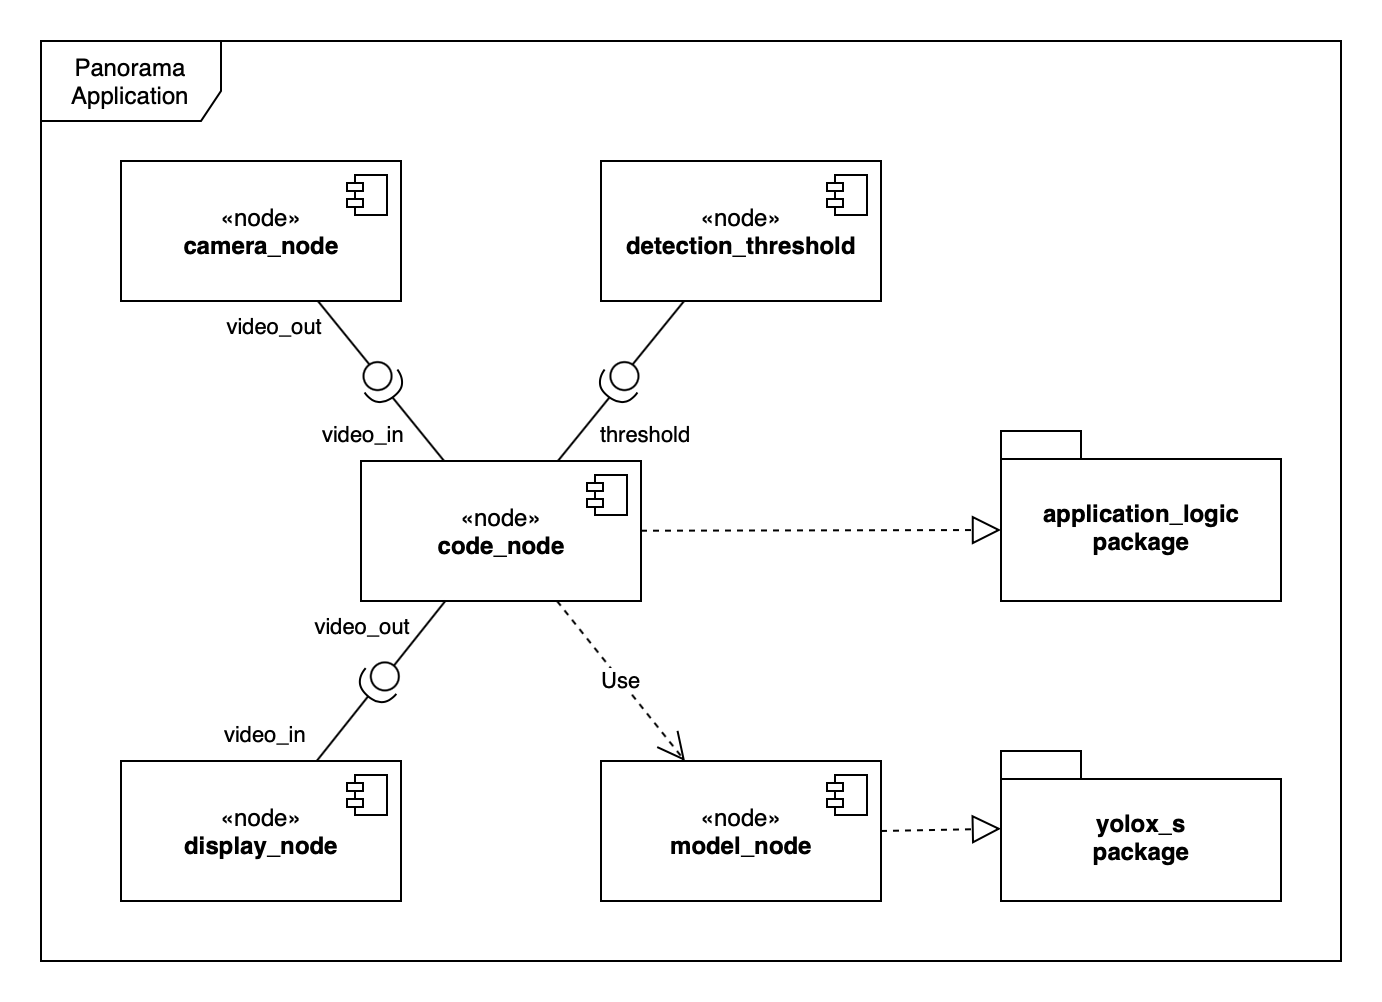 Panorama
Application
«node»
camera_node
«node»
detection_threshold
video_out
video_in
threshold
«node»
code_node
application_logic
package
video_out
Use
video_in
«node»
display_node
«node»
model_node
yolox_s
package